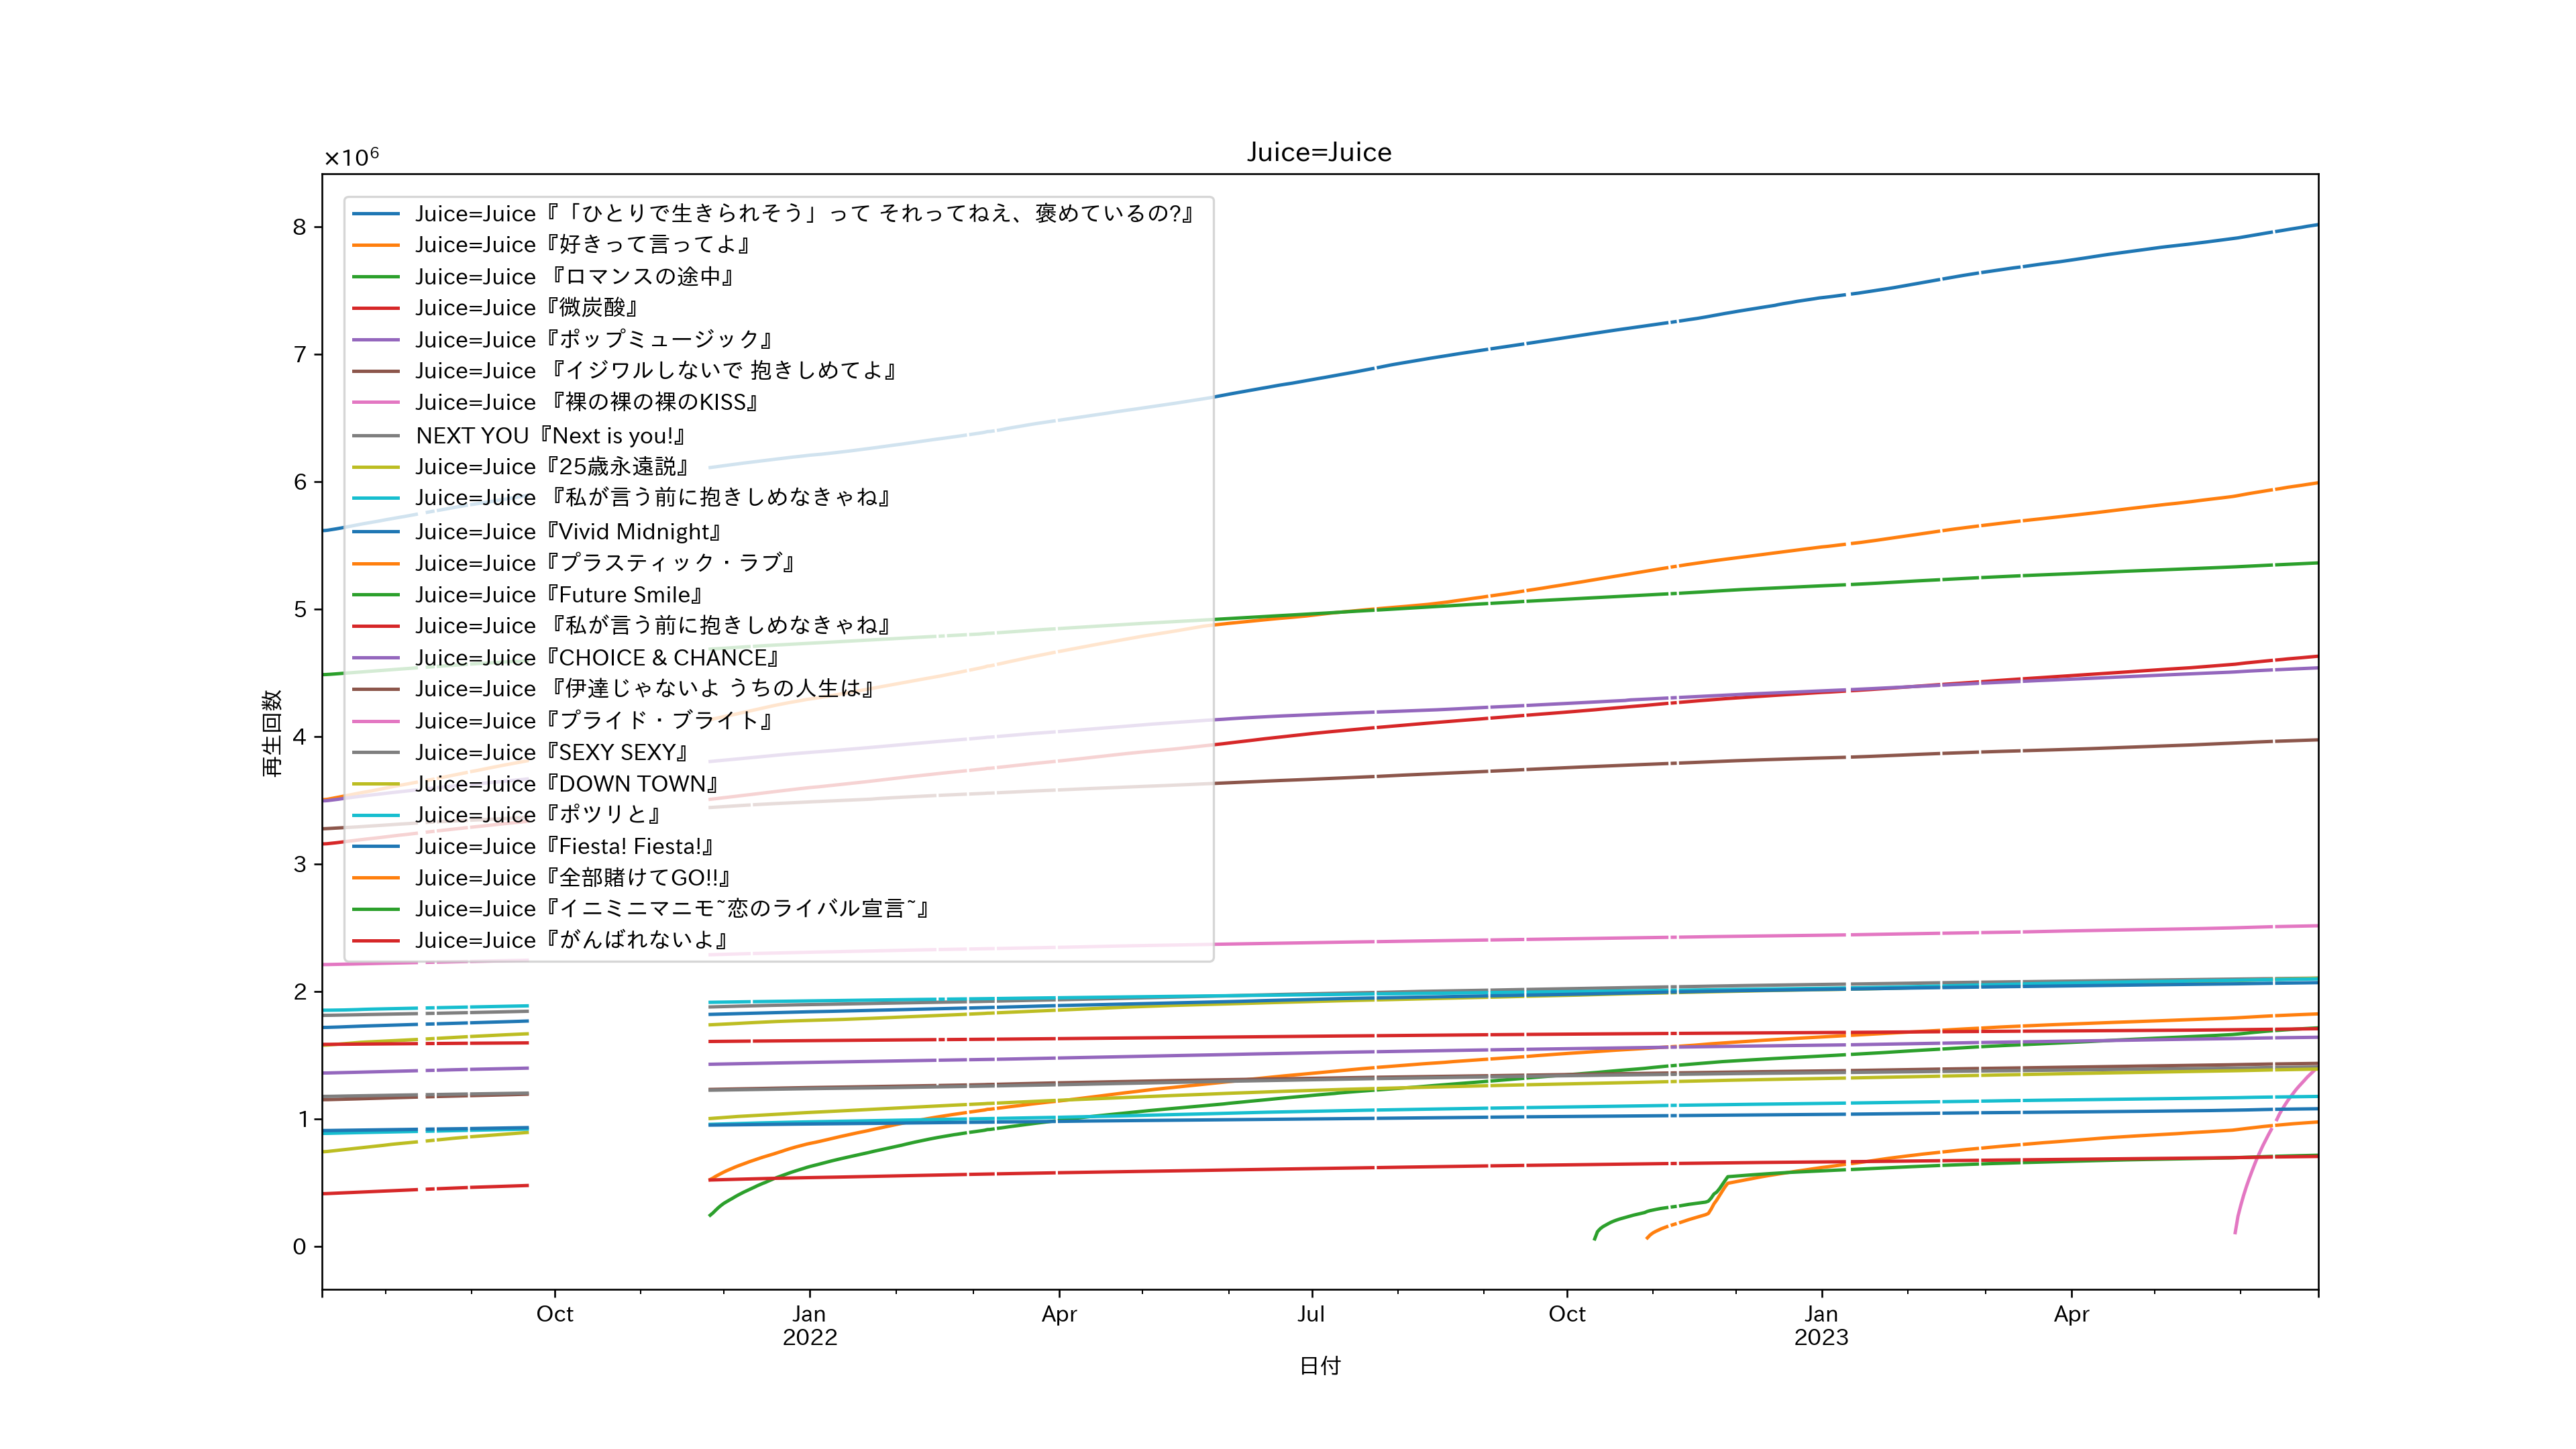 Juice=Juice
×10⁶
Juice=Juice『「ひとりで生きられそう」って それってねえ、褒めているの?』
Juice=Juice『好きって言ってよ』
Juice=Juice 『ロマンスの途中』
Juice=Juice『微炭酸』
Juice=Juice『ポップミュージック』
Juice=Juice 『イジワルしないで 抱きしめてよ』
Juice=Juice 『裸の裸の裸のKISS』
NEXT YOU『Next is you!』
Juice=Juice『25歳永遠説』
Juice=Juice 『私が言う前に抱きしめなきゃね』
Juice=Juice『Vivid Midnight』
Juice=Juice『プラスティック・ラブ』
Juice=Juice『Future Smile』
Juice=Juice 『私が言う前に抱きしめなきゃね』
Juice=Juice『CHOICE & CHANCE』
Juice=Juice 『伊達じゃないよ うちの人生は』
Juice=Juice『プライド・ブライト』
Juice=Juice『SEXY SEXY』
Juice=Juice『DOWN TOWN』
Juice=Juice『ポツリと』
Juice=Juice『Fiesta! Fiesta!』
Juice=Juice『全部賭けてGO!!』
Juice=Juice『イニミニマニモ~恋のライバル宣言~』
Juice=Juice『がんばれないよ』
8
7
6
5
4
3
2
1
0
再生回数
Oct
Jan
2022
Apr
Jul
Oct
Jan
2023
Apr
日付